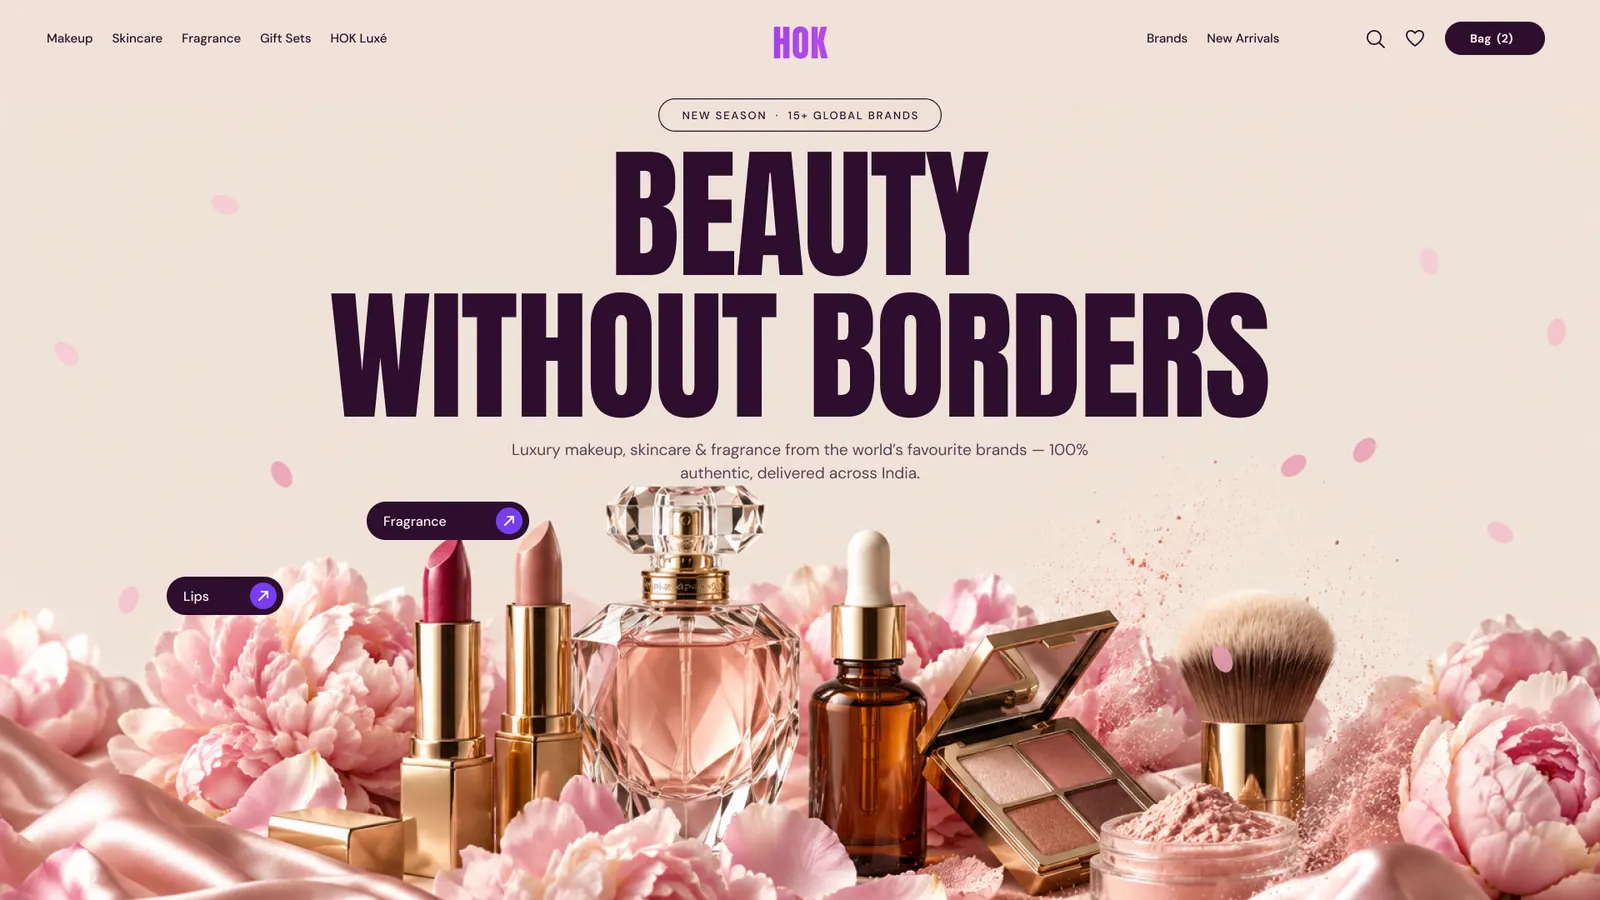 Makeup Skincare Fragrance Gift Sets HOK Luxé
HOK
Brands New Arrivals
Bag (2)
NEW SEASON · 15+ GLOBAL BRANDS
BEAUTY
WITHOUT BORDERS
Luxury makeup, skincare & fragrance from the world’s favourite brands — 100%
authentic, delivered across India.
Fragrance
Lips